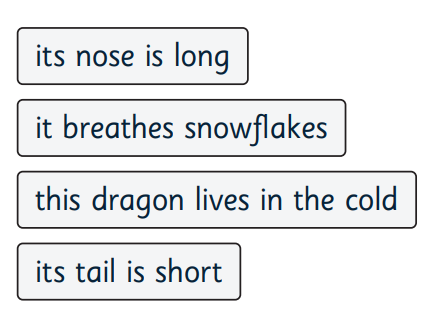 its nose is long
it breathes snowflakes
this dragon lives in the cold
its tail is short